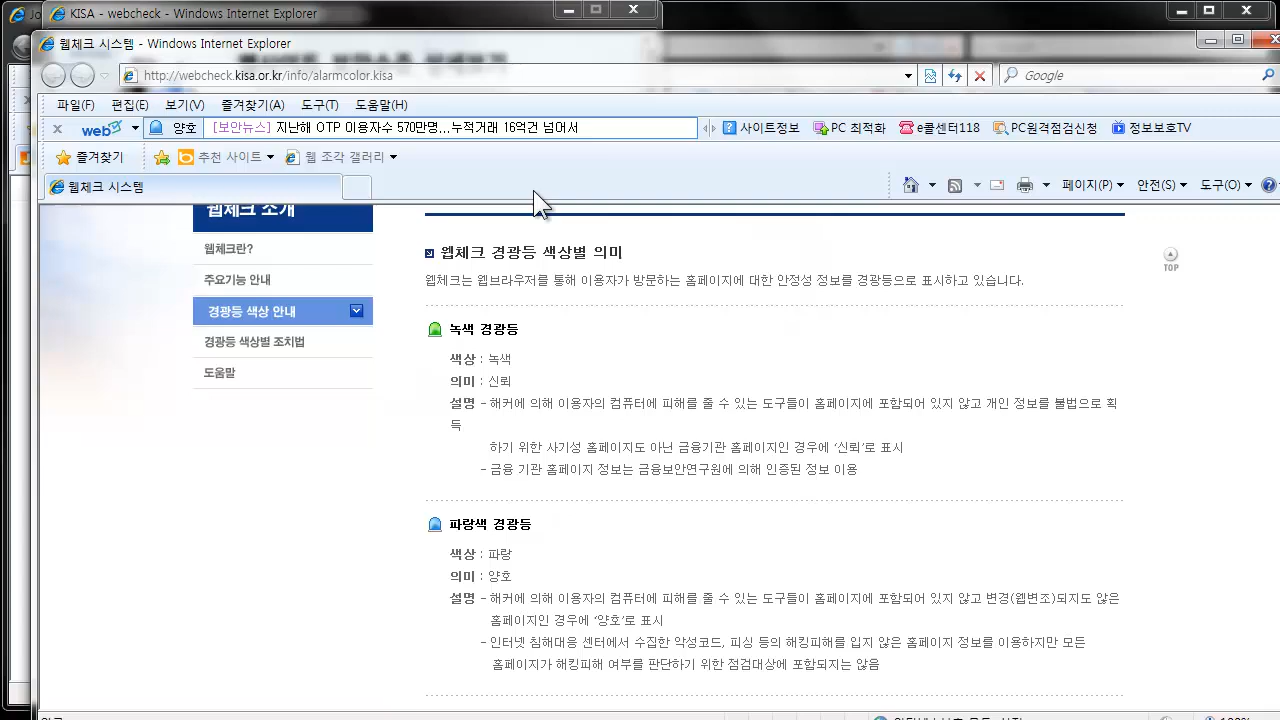 KISA - webcheck - Windows Internet Explorer
웹체크 시스템 - Windows Internet Explorer
http://webcheck.kisa.or.kr/info/alarmcolor.kisa
Google
파일(F) 편집(E) 보기(V) 즐겨찾기(A) 도구(T) 도움말(H)
web 양호 [보안뉴스] 지난해 OTP 이용자수 570만명...누적거래 16억건 넘어서 사이트정보 PC 최적화 e콜센터118 PC원격점검신청 정보보호TV
즐겨찾기 추천 사이트 웹 조각 갤러리
웹체크 시스템 페이지(P) 안전(S) 도구(O)
웹체크 소개
웹체크란?
주요기능 안내
경광등 색상 안내
경광등 색상별 조치법
도움말
웹체크 경광등 색상별 의미
웹체크는 웹브라우저를 통해 이용자가 방문하는 홈페이지에 대한 안정성 정보를 경광등으로 표시하고 있습니다.
TOP
녹색 경광등
색상 : 녹색
의미 : 신뢰
설명 - 해커에 의해 이용자의 컴퓨터에 피해를 줄 수 있는 도구들이 홈페이지에 포함되어 있지 않고 개인 정보를 불법으로 획
득
하기 위한 사기성 홈페이지도 아닌 금융기관 홈페이지인 경우에 '신뢰'로 표시
- 금융 기관 홈페이지 정보는 금융보안연구원에 의해 인증된 정보 이용
파랑색 경광등
색상 : 파랑
의미 : 양호
설명 - 해커에 의해 이용자의 컴퓨터에 피해를 줄 수 있는 도구들이 홈페이지에 포함되어 있지 않고 변경(웹변조)되지도 않은
홈페이지인 경우에 '양호'로 표시
- 인터넷 침해대응 센터에서 수집한 악성코드, 피싱 등의 해킹피해를 입지 않은 홈페이지 정보를 이용하지만 모든
홈페이지가 해킹피해 여부를 판단하기 위한 점검대상에 포함되지는 않음